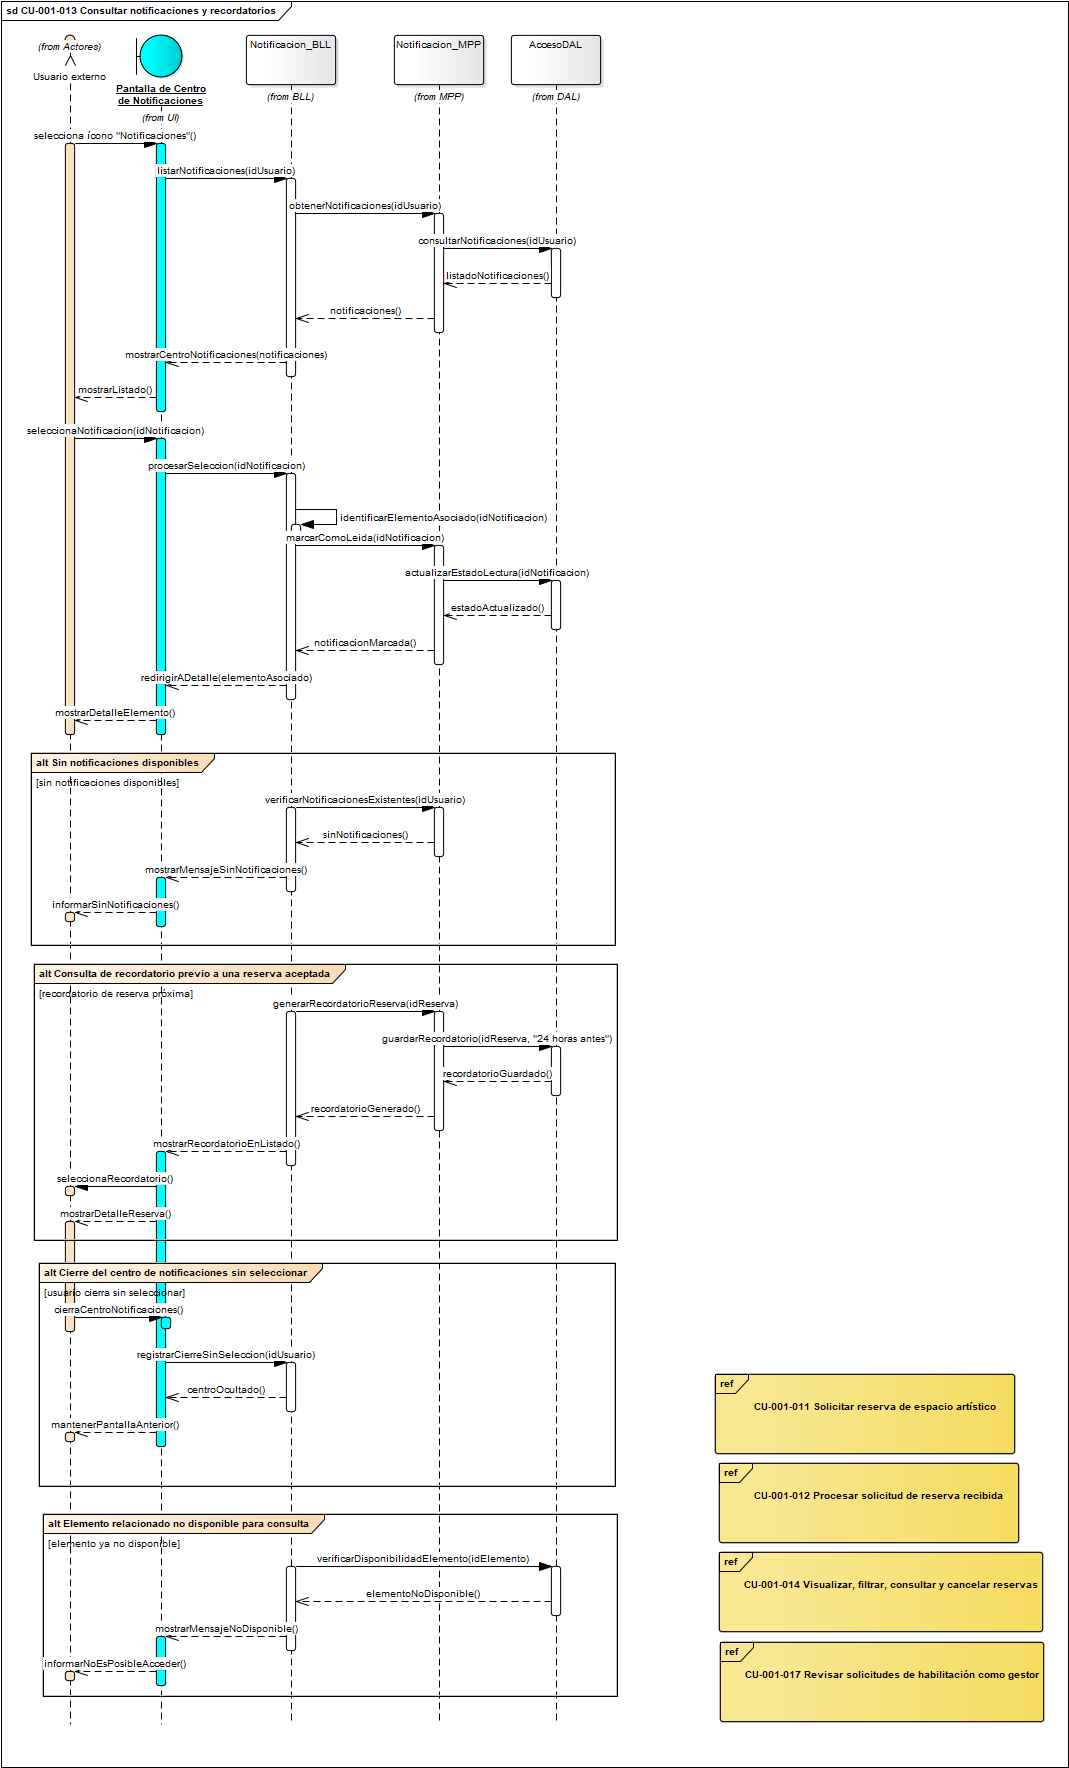 sd CU-001-013 Consultar notificaciones y recordatorios
(from Actores)
Usuario externo
Pantalla de Centro
de Notificaciones
(from UI)
Notificacion_BLL
(from BLL)
Notificacion_MPP
(from MPP)
AccesoDAL
(from DAL)
selecciona ícono "Notificaciones"()
listarNotificaciones(idUsuario)
obtenerNotificaciones(idUsuario)
consultarNotificaciones(idUsuario)
listadoNotificaciones()
notificaciones()
mostrarCentroNotificaciones(notificaciones)
mostrarListado()
seleccionaNotificacion(idNotificacion)
procesarSeleccion(idNotificacion)
identificarElementoAsociado(idNotificacion)
marcarComoLeida(idNotificacion)
actualizarEstadoLectura(idNotificacion)
estadoActualizado()
notificacionMarcada()
redirigirADetalle(elementoAsociado)
mostrarDetalleElemento()
alt Sin notificaciones disponibles
[sin notificaciones disponibles]
verificarNotificacionesExistentes(idUsuario)
sinNotificaciones()
mostrarMensajeSinNotificaciones()
informarSinNotificaciones()
alt Consulta de recordatorio previo a una reserva aceptada
[recordatorio de reserva próxima]
generarRecordatorioReserva(idReserva)
guardarRecordatorio(idReserva, "24 horas antes")
recordatorioGuardado()
recordatorioGenerado()
mostrarRecordatorioEnListado()
seleccionaRecordatorio()
mostrarDetalleReserva()
alt Cierre del centro de notificaciones sin seleccionar
[usuario cierra sin seleccionar]
cierraCentroNotificaciones()
registrarCierreSinSeleccion(idUsuario)
centroOcultado()
mantenerPantallaAnterior()
alt Elemento relacionado no disponible para consulta
[elemento ya no disponible]
verificarDisponibilidadElemento(idElemento)
elementoNoDisponible()
mostrarMensajeNoDisponible()
informarNoEsPosibleAcceder()
ref
CU-001-011 Solicitar reserva de espacio artístico
ref
CU-001-012 Procesar solicitud de reserva recibida
ref
CU-001-014 Visualizar, filtrar, consultar y cancelar reservas
ref
CU-001-017 Revisar solicitudes de habilitación como gestor